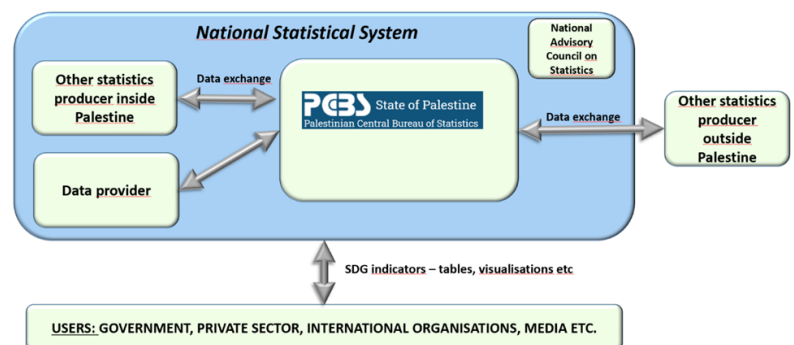 National Statistical System
National
Advisory
Council on
Statistics
Other statistics
producer inside
Palestine
Data exchange
PCBS State of Palestine
Palestinian Central Bureau of Statistics
Data exchange
Other statistics
producer
outside
Palestine
Data provider
SDG indicators – tables, visualisations etc
USERS: GOVERNMENT, PRIVATE SECTOR, INTERNATIONAL ORGANISATIONS, MEDIA ETC.